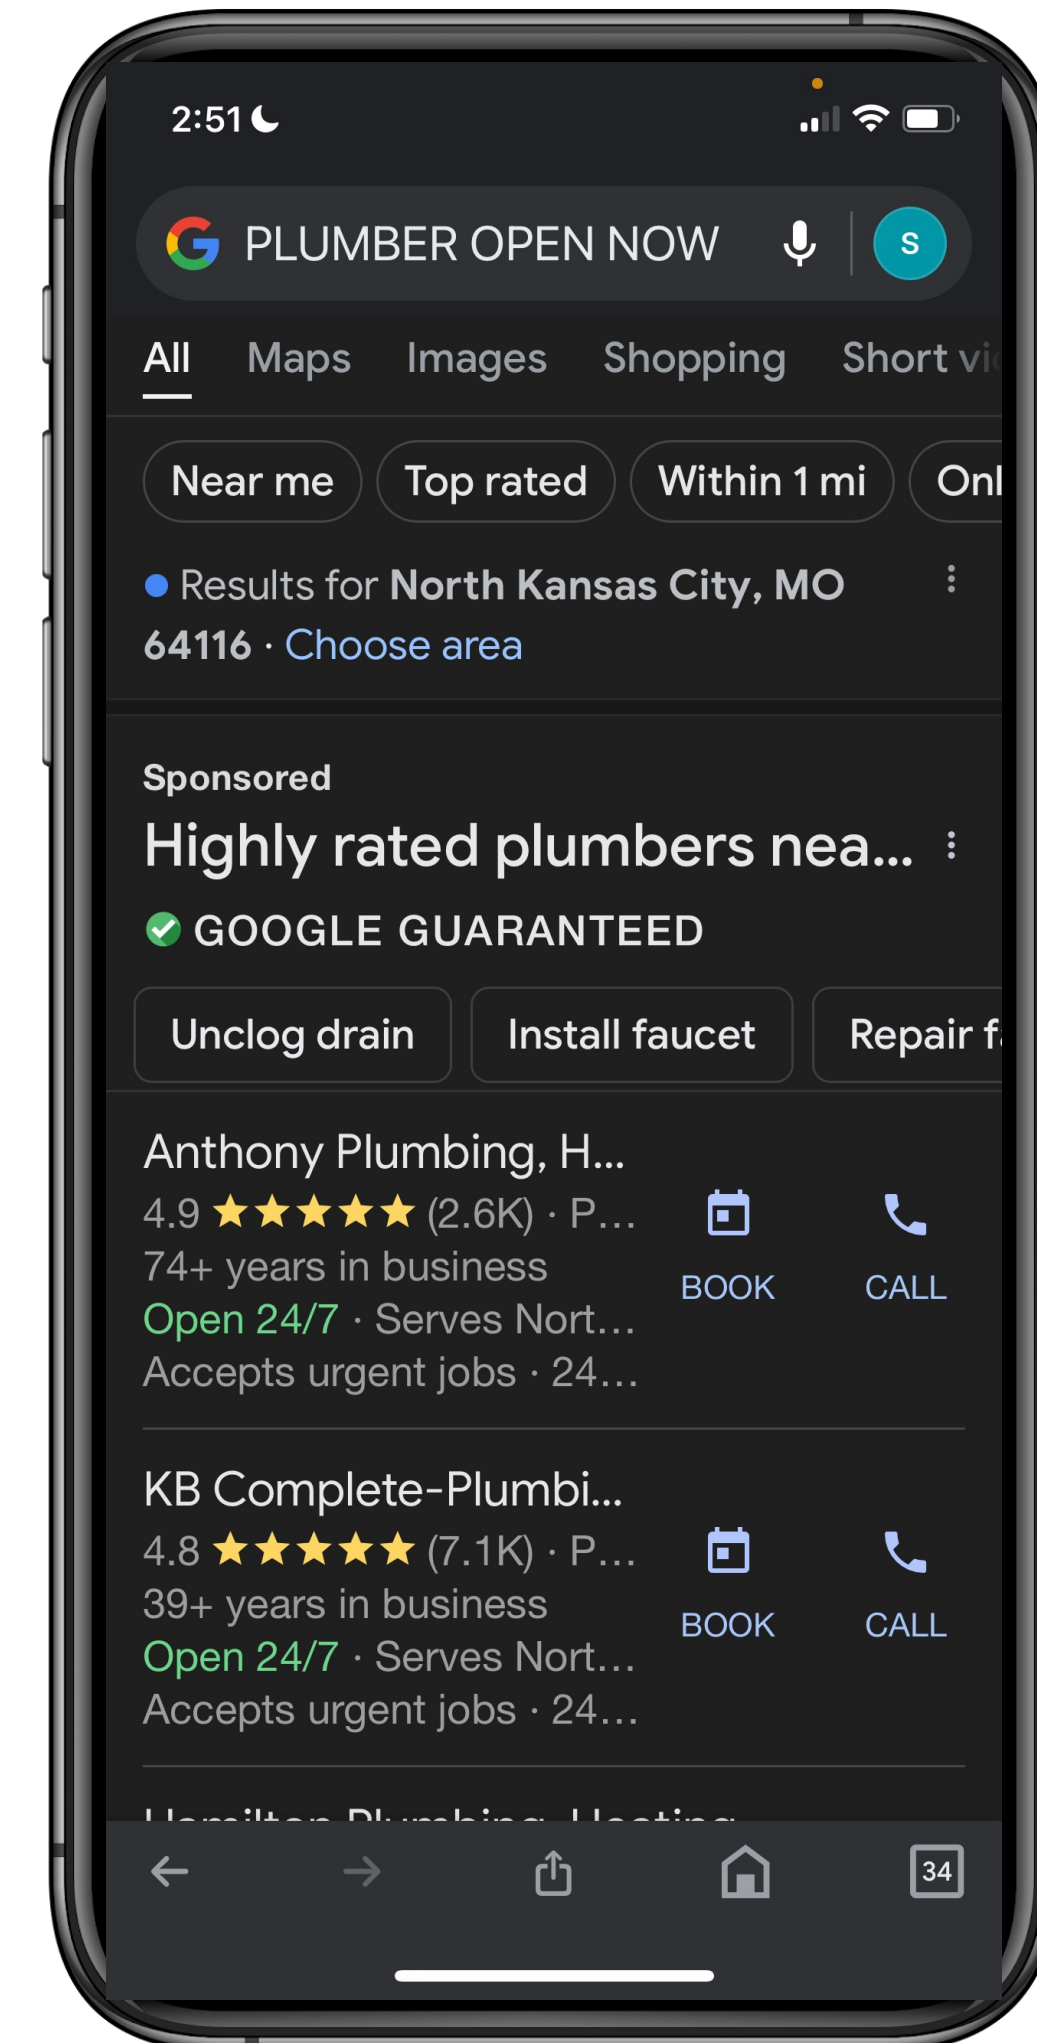 2:51
PLUMBER OPEN NOW
S
All Maps Images Shopping Short
Near me Top rated Within 1 mi
Results for North Kansas City, MO
64116 · Choose area
Sponsored
Highly rated plumbers nea...
GOOGLE GUARANTEED
Unclog drain Install faucet Repair
Anthony Plumbing, H...
4.9 (2.6K) · P...
74+ years in business
Open 24/7 · Serves Nort...
Accepts urgent jobs · 24...
BOOK CALL
KB Complete-Plumbi...
4.8 (7.1K) · P...
39+ years in business
Open 24/7 · Serves Nort...
Accepts urgent jobs · 24...
BOOK CALL
Hamilton Plumbing, Heating
34